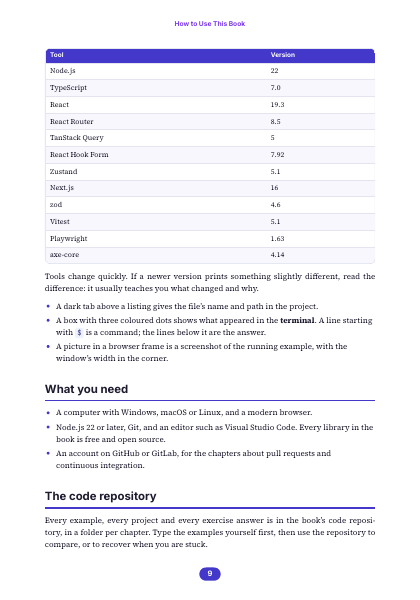 How to Use This Book
Tool Version
Node.js 22
TypeScript 7.0
React 19.3
React Router 8.5
TanStack Query 5
React Hook Form 7.92
Zustand 5.1
Next.js 16
zod 4.6
Vitest 5.1
Playwright 1.63
axe-core 4.14
Tools change quickly. If a newer version prints something slightly different, read the
difference: it usually teaches you what changed and why.
• A dark tab above a listing gives the file's name and path in the project.
• A box with three coloured dots shows what appeared in the terminal. A line starting
with $ is a command; the lines below it are the answer.
• A picture in a browser frame is a screenshot of the running example, with the
window's width in the corner.
What you need
• A computer with Windows, macOS or Linux, and a modern browser.
• Node.js 22 or later, Git, and an editor such as Visual Studio Code. Every library in the
book is free and open source.
• An account on GitHub or GitLab, for the chapters about pull requests and
continuous integration.
The code repository
Every example, every project and every exercise answer is in the book's code reposi-
tory, in a folder per chapter. Type the examples yourself first, then use the repository to
compare, or to recover when you are stuck.
9